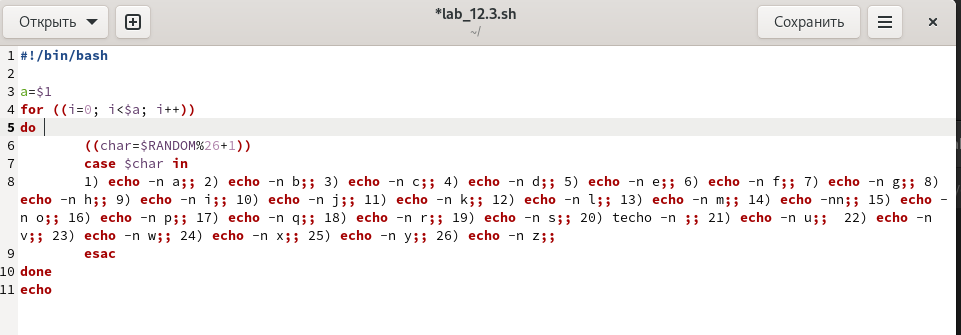 Открыть
*lab_12.3.sh
~/
Сохранить
1 #!/bin/bash
2
3 a=$1
4 for ((i=0; i<$a; i++))
5 do
6 ((char=$RANDOM%26+1))
7 case $char in
8 1) echo -n a;; 2) echo -n b;; 3) echo -n c;; 4) echo -n d;; 5) echo -n e;; 6) echo -n f;; 7) echo -n g;; 8)
echo -n h;; 9) echo -n i;; 10) echo -n j;; 11) echo -n k;; 12) echo -n l;; 13) echo -n m;; 14) echo -nn;; 15) echo -
n o;; 16) echo -n p;; 17) echo -n q;; 18) echo -n r;; 19) echo -n s;; 20) techo -n ;; 21) echo -n u;;  22) echo -n
v;; 23) echo -n w;; 24) echo -n x;; 25) echo -n y;; 26) echo -n z;;
9 esac
10 done
11 echo